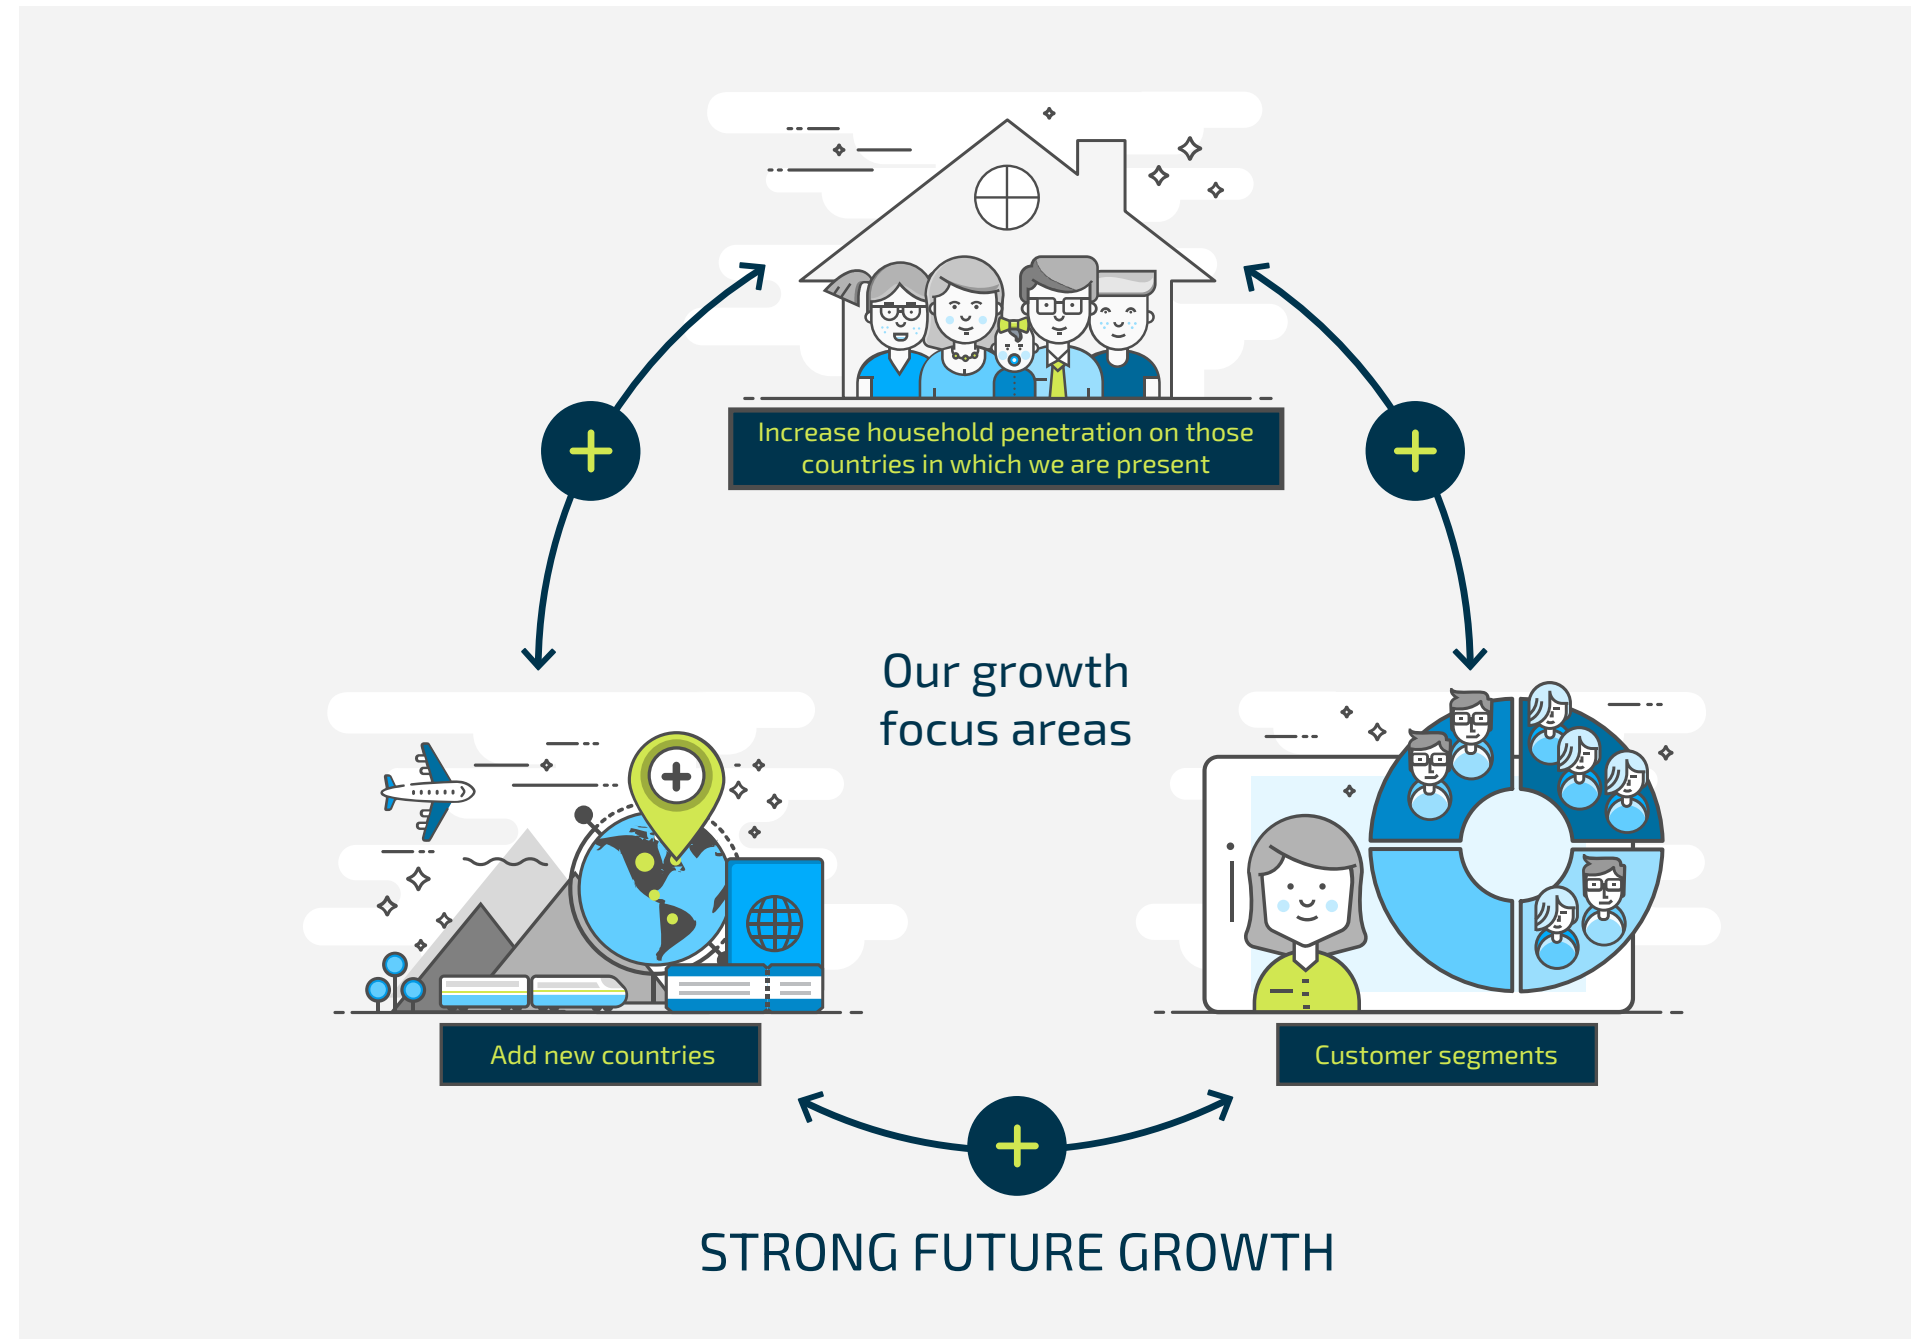 Increase household penetration on those
countries in which we are present
Our growth
focus areas
Add new countries
Customer segments
STRONG FUTURE GROWTH